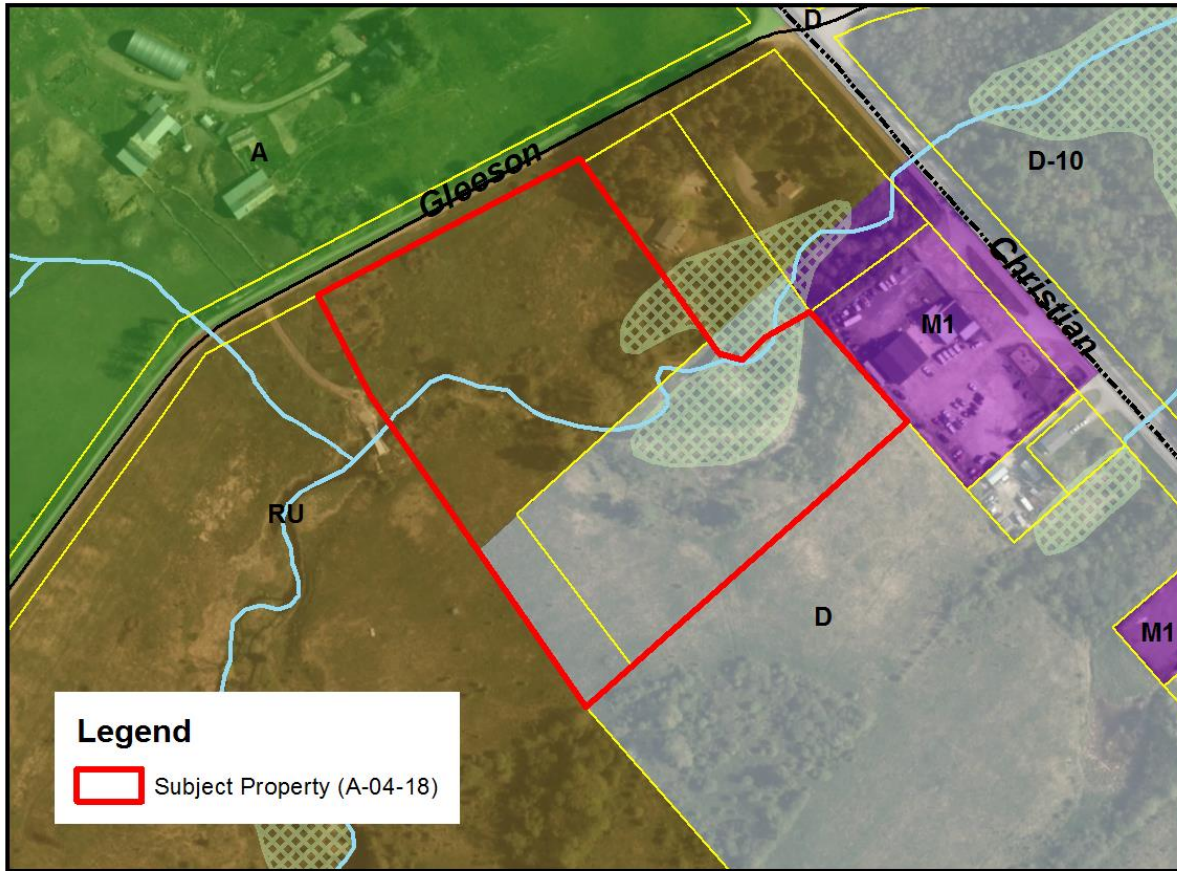 D
A
Gleeson
D-10
Christian
M1
RU
D
M1
Legend
Subject Property (A-04-18)